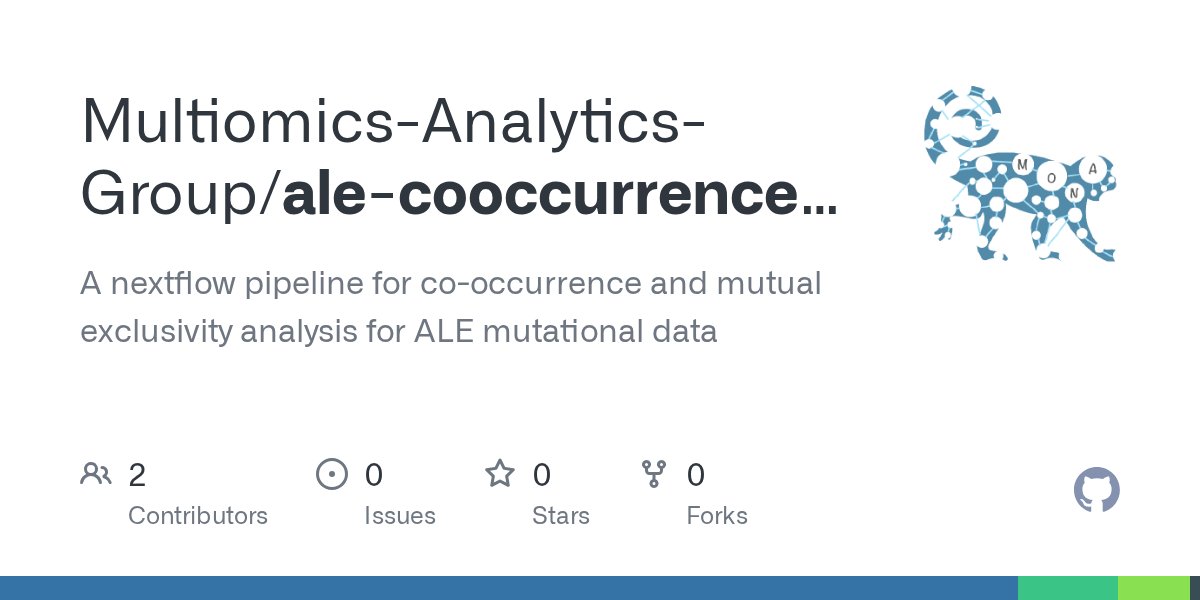 Multiomics-Analytics-
Group/ale-cooccurrence...
A nextflow pipeline for co-occurrence and mutual
exclusivity analysis for ALE mutational data
M O N A
2
Contributors
0
Issues
0
Stars
0
Forks